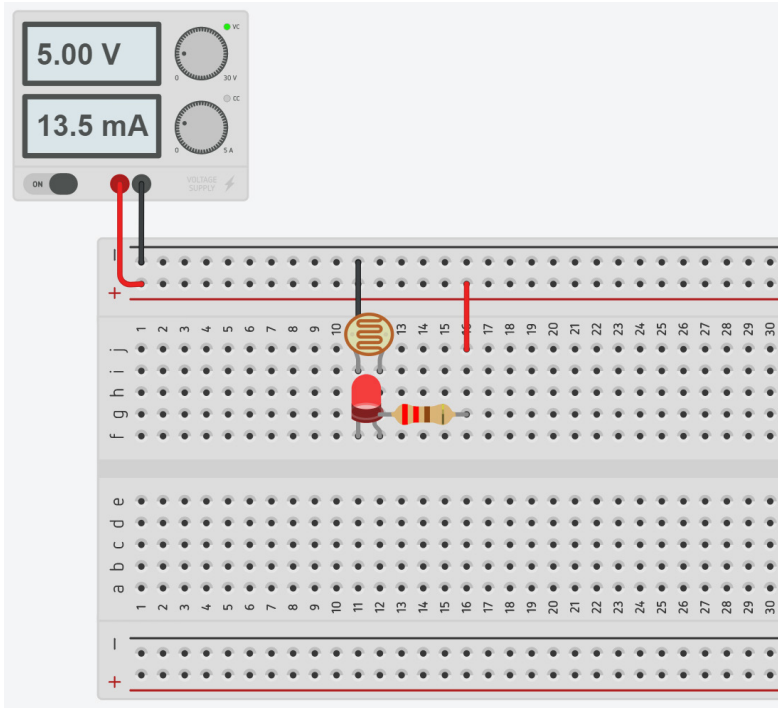 5.00 V
VC
0
30 V
13.5 mA
CC
0
5 A
ON
VOLTAGE
SUPPLY
−
+
1 2 3 4 5 6 7 8 9 10 11 13 14 15 16 17 18 19 20 21 22 23 24 25 26 27 28 29 30
j
i
h
g
f
e
d
c
b
a
1 2 3 4 5 6 7 8 9 10 11 12 13 14 15 16 17 18 19 20 21 22 23 24 25 26 27 28 29 30
−
+